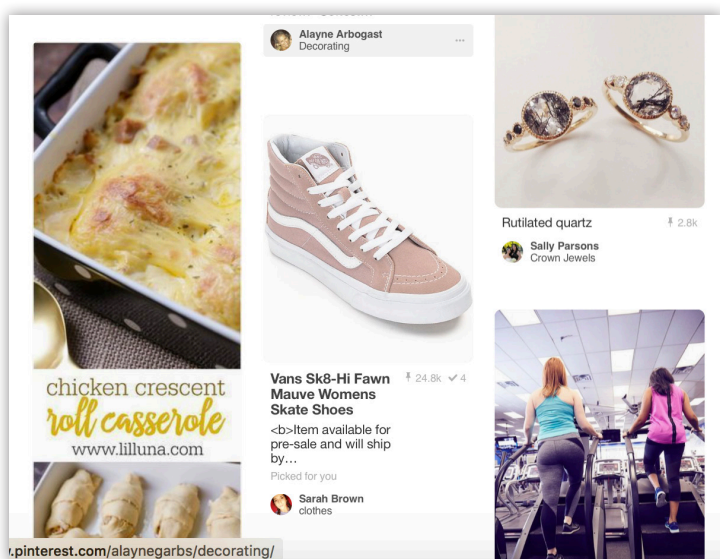 chicken crescent
roll casserole
www.lilluna.com
Alayne Arbogast
Decorating
Vans Sk8-Hi Fawn
Mauve Womens
Skate Shoes
24.8k 4
<b>Item available for
pre-sale and will ship
by…
Picked for you
Sarah Brown
clothes
Rutilated quartz
2.8k
Sally Parsons
Crown Jewels
.pinterest.com/alaynegarbs/decorating/